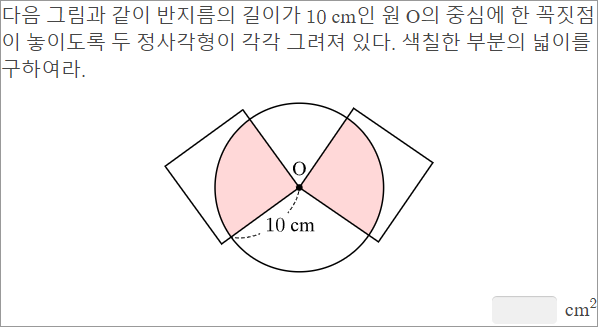 다음 그림과 같이 반지름의 길이가 10 cm인 원 O의 중심에 한 꼭짓점
이 놓이도록 두 정사각형이 각각 그려져 있다. 색칠한 부분의 넓이를
구하여라.
O
10 cm
cm²